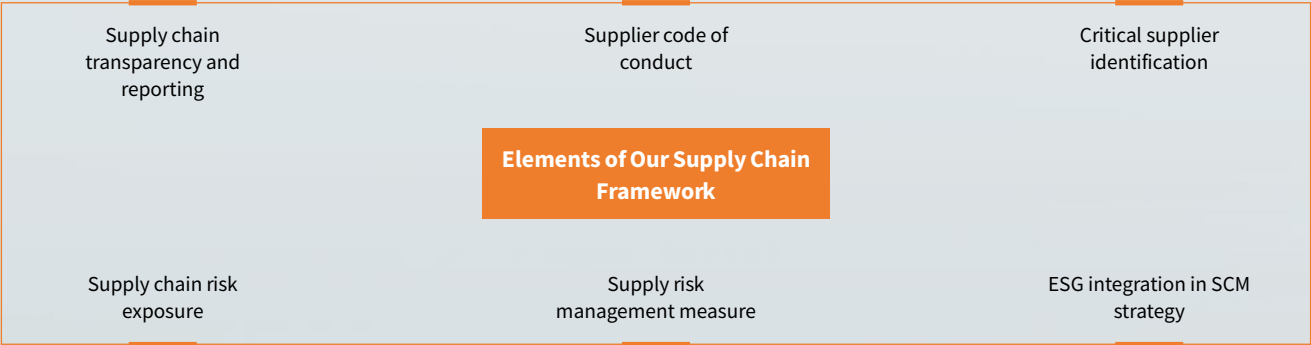 Supply chain
transparency and
reporting
Supplier code of
conduct
Critical supplier
identification
Elements of Our Supply Chain
Framework
Supply chain risk
exposure
Supply risk
management measure
ESG integration in SCM
strategy